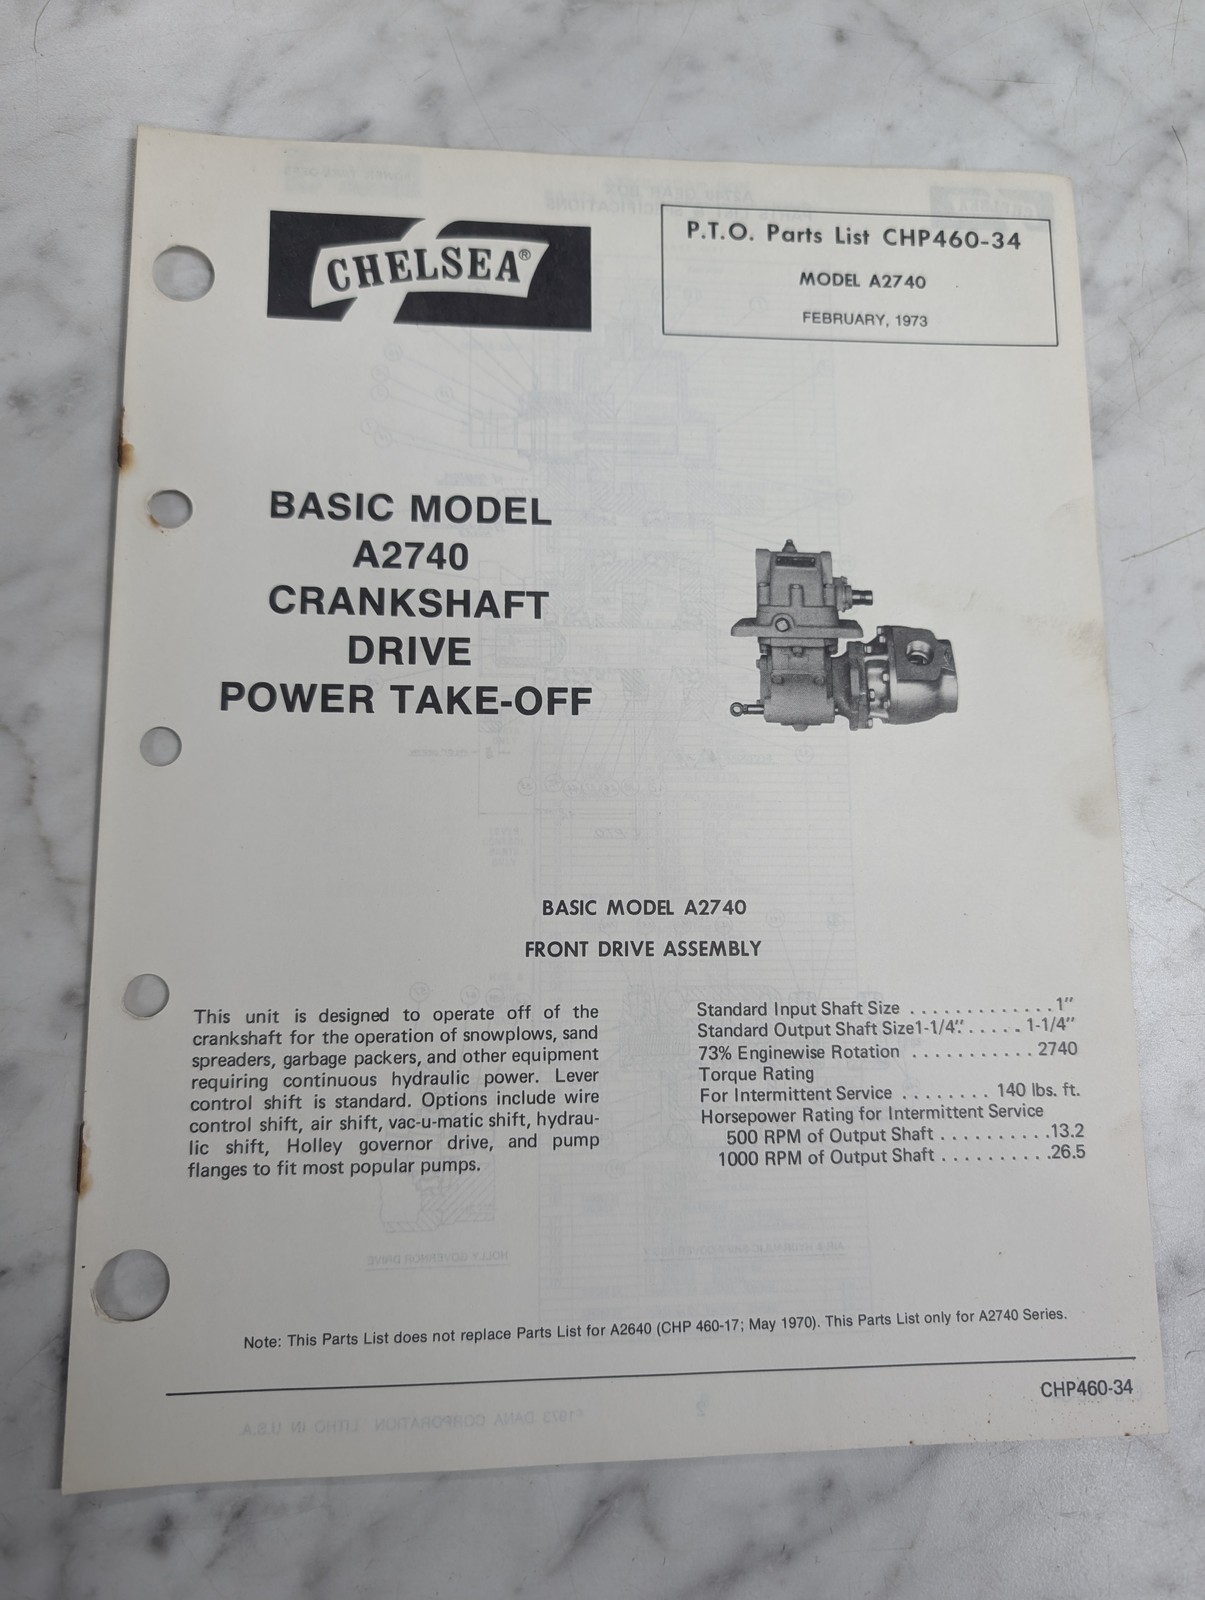 CHELSEA®
P.T.O. Parts List CHP460-34
MODEL A2740
FEBRUARY, 1973
BASIC MODEL
A2740
CRANKSHAFT
DRIVE
POWER TAKE-OFF
BASIC MODEL A2740
FRONT DRIVE ASSEMBLY
This unit is designed to operate off of the
crankshaft for the operation of snowplows, sand
spreaders, garbage packers, and other equipment
requiring continuous hydraulic power. Lever
control shift is standard. Options include wire
control shift, air shift, vac-u-matic shift, hydrau-
lic shift, Holley governor drive, and pump
flanges to fit most popular pumps.
Standard Input Shaft Size . . . . . . . . . . . . . 1"
Standard Output Shaft Size1-1/4". . . . . . 1-1/4"
73% Enginewise Rotation . . . . . . . . . . . 2740
Torque Rating
For Intermittent Service . . . . . . . . 140 lbs. ft.
Horsepower Rating for Intermittent Service
500 RPM of Output Shaft . . . . . . . . . .13.2
1000 RPM of Output Shaft . . . . . . . . . .26.5
Note: This Parts List does not replace Parts List for A2640 (CHP 460-17; May 1970). This Parts List only for A2740 Series.
CHP460-34
°1973 DANA CORPORATION LITHO IN U.S.A.
2